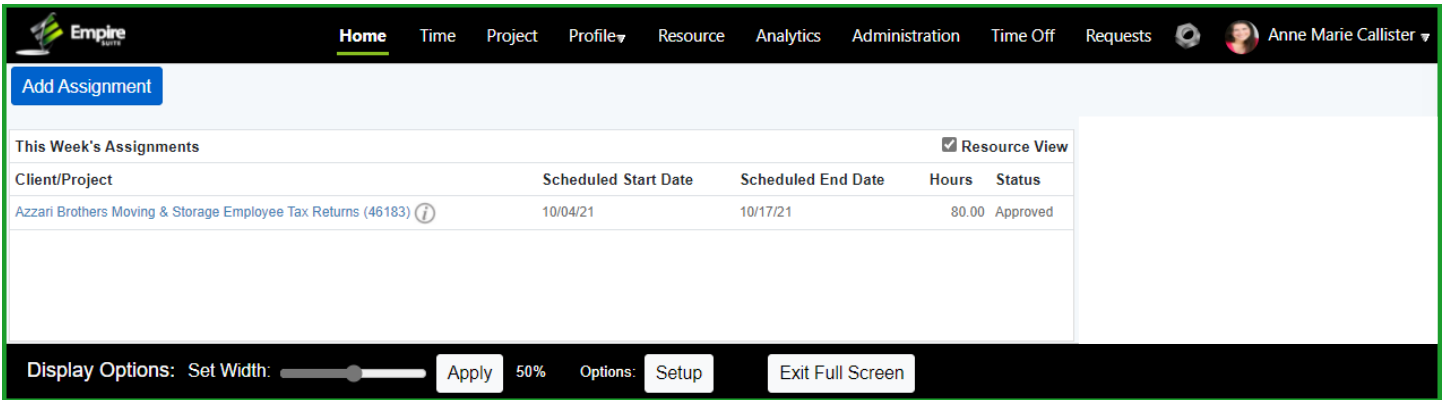 Empire
SUITE
Home Time Project Profile Resource Analytics Administration Time Off Requests Anne Marie Callister
Add Assignment
This Week's Assignments Resource View
Client/Project Scheduled Start Date Scheduled End Date Hours Status
Azzari Brothers Moving & Storage Employee Tax Returns (46183) i 10/04/21 10/17/21 80.00 Approved
Display Options: Set Width: Apply 50% Options: Setup Exit Full Screen